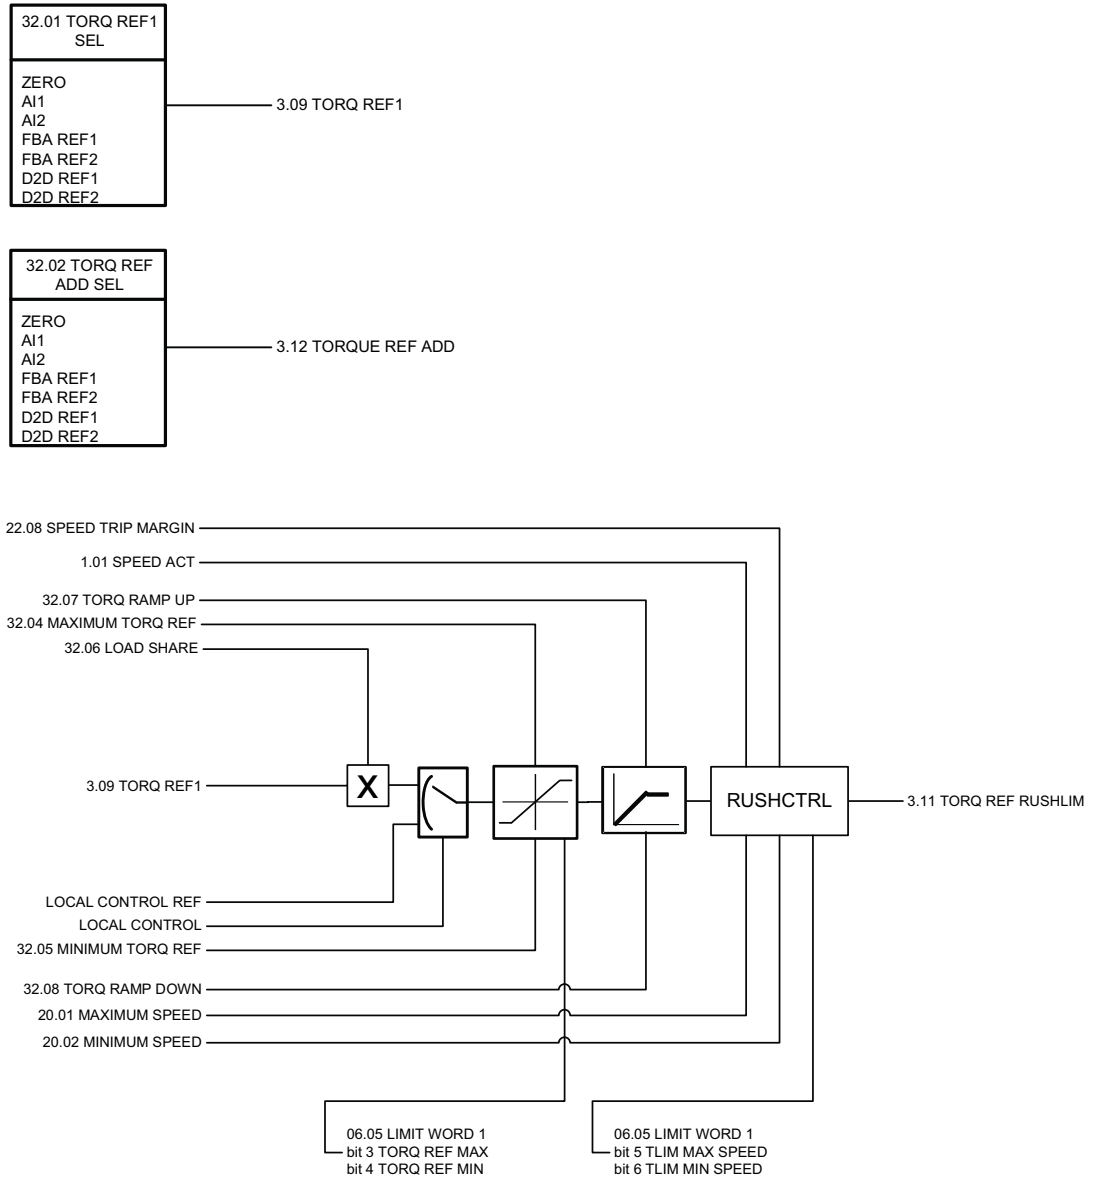 32.01 TORQ REF1
SEL
ZERO
AI1
AI2
FBA REF1
FBA REF2
D2D REF1
D2D REF2
3.09 TORQ REF1
32.02 TORQ REF
ADD SEL
ZERO
AI1
AI2
FBA REF1
FBA REF2
D2D REF1
D2D REF2
3.12 TORQUE REF ADD
22.08 SPEED TRIP MARGIN
1.01 SPEED ACT
32.07 TORQ RAMP UP
32.04 MAXIMUM TORQ REF
32.06 LOAD SHARE
3.09 TORQ REF1
X
RUSHCTRL
3.11 TORQ REF RUSHLIM
LOCAL CONTROL REF
LOCAL CONTROL
32.05 MINIMUM TORQ REF
32.08 TORQ RAMP DOWN
20.01 MAXIMUM SPEED
20.02 MINIMUM SPEED
06.05 LIMIT WORD 1
bit 3 TORQ REF MAX
bit 4 TORQ REF MIN
06.05 LIMIT WORD 1
bit 5 TLIM MAX SPEED
bit 6 TLIM MIN SPEED